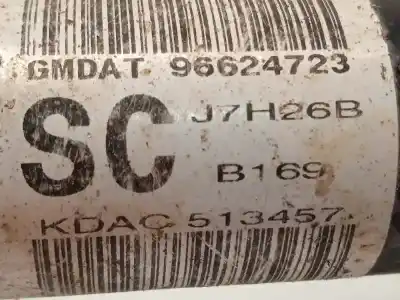 GMDAT 96624723
SC J7H26B
B169
KDAC 513457